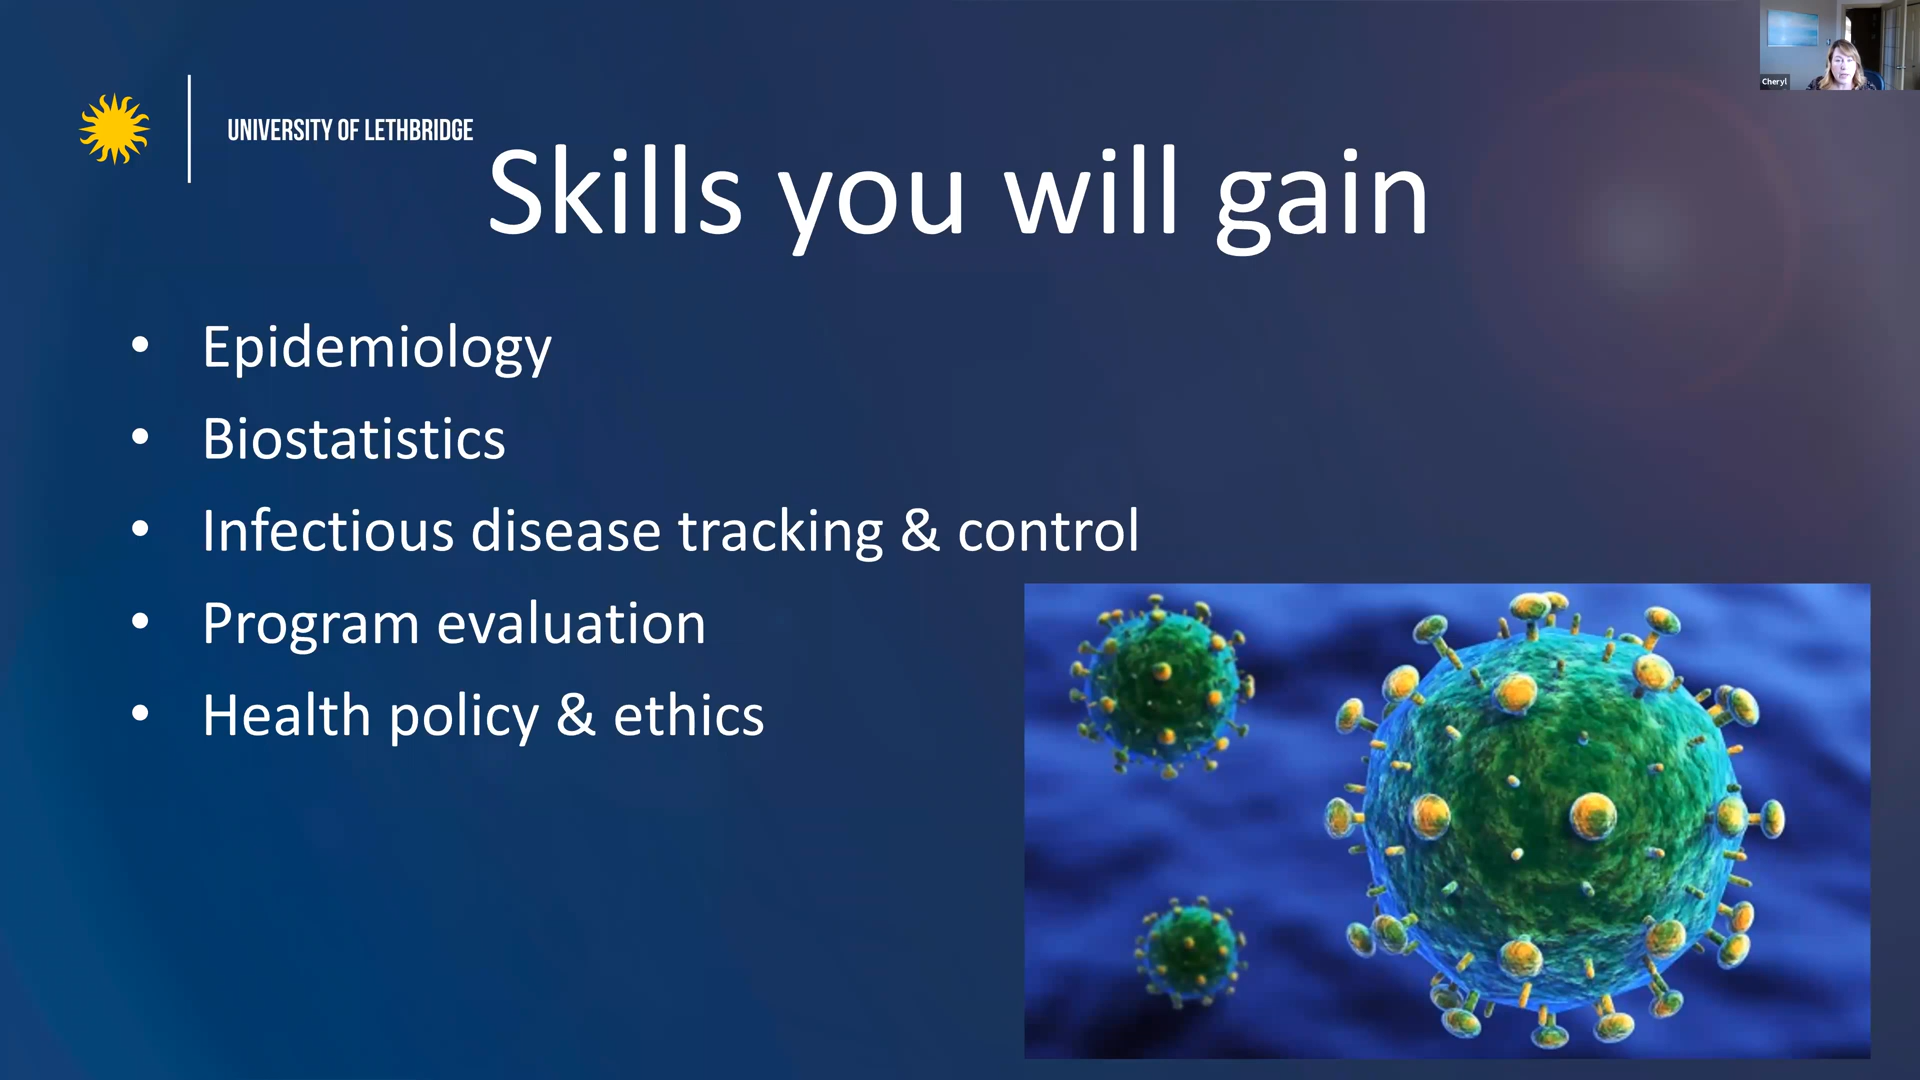 Cheryl
UNIVERSITY OF LETHBRIDGE
Skills you will gain
• Epidemiology
• Biostatistics
• Infectious disease tracking & control
• Program evaluation
• Health policy & ethics